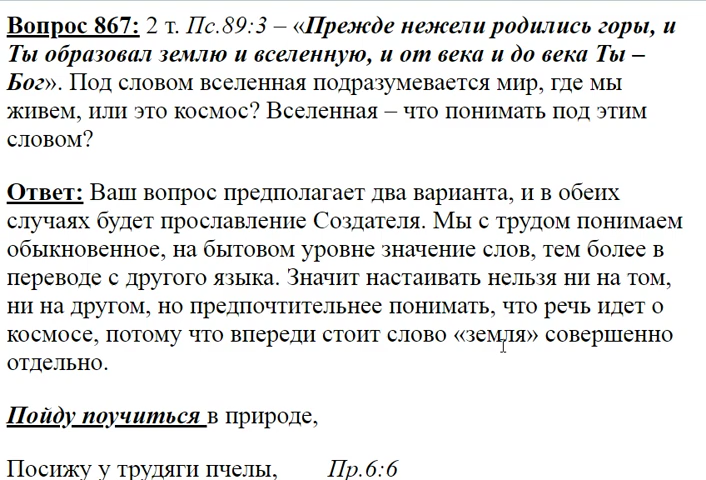 Вопрос 867: 2 т. Пс.89:3 – «Прежде нежели родились горы, и
Ты образовал землю и вселенную, и от века и до века Ты –
Бог». Под словом вселенная подразумевается мир, где мы
живем, или это космос? Вселенная – что понимать под этим
словом?
Ответ: Ваш вопрос предполагает два варианта, и в обеих
случаях будет прославление Создателя. Мы с трудом понимаем
обыкновенное, на бытовом уровне значение слов, тем более в
переводе с другого языка. Значит настаивать нельзя ни на том,
ни на другом, но предпочтительнее понимать, что речь идет о
космосе, потому что впереди стоит слово «земля» совершенно
отдельно.
Пойду поучиться в природе,
Посижу у трудяги пчелы, Пр.6:6